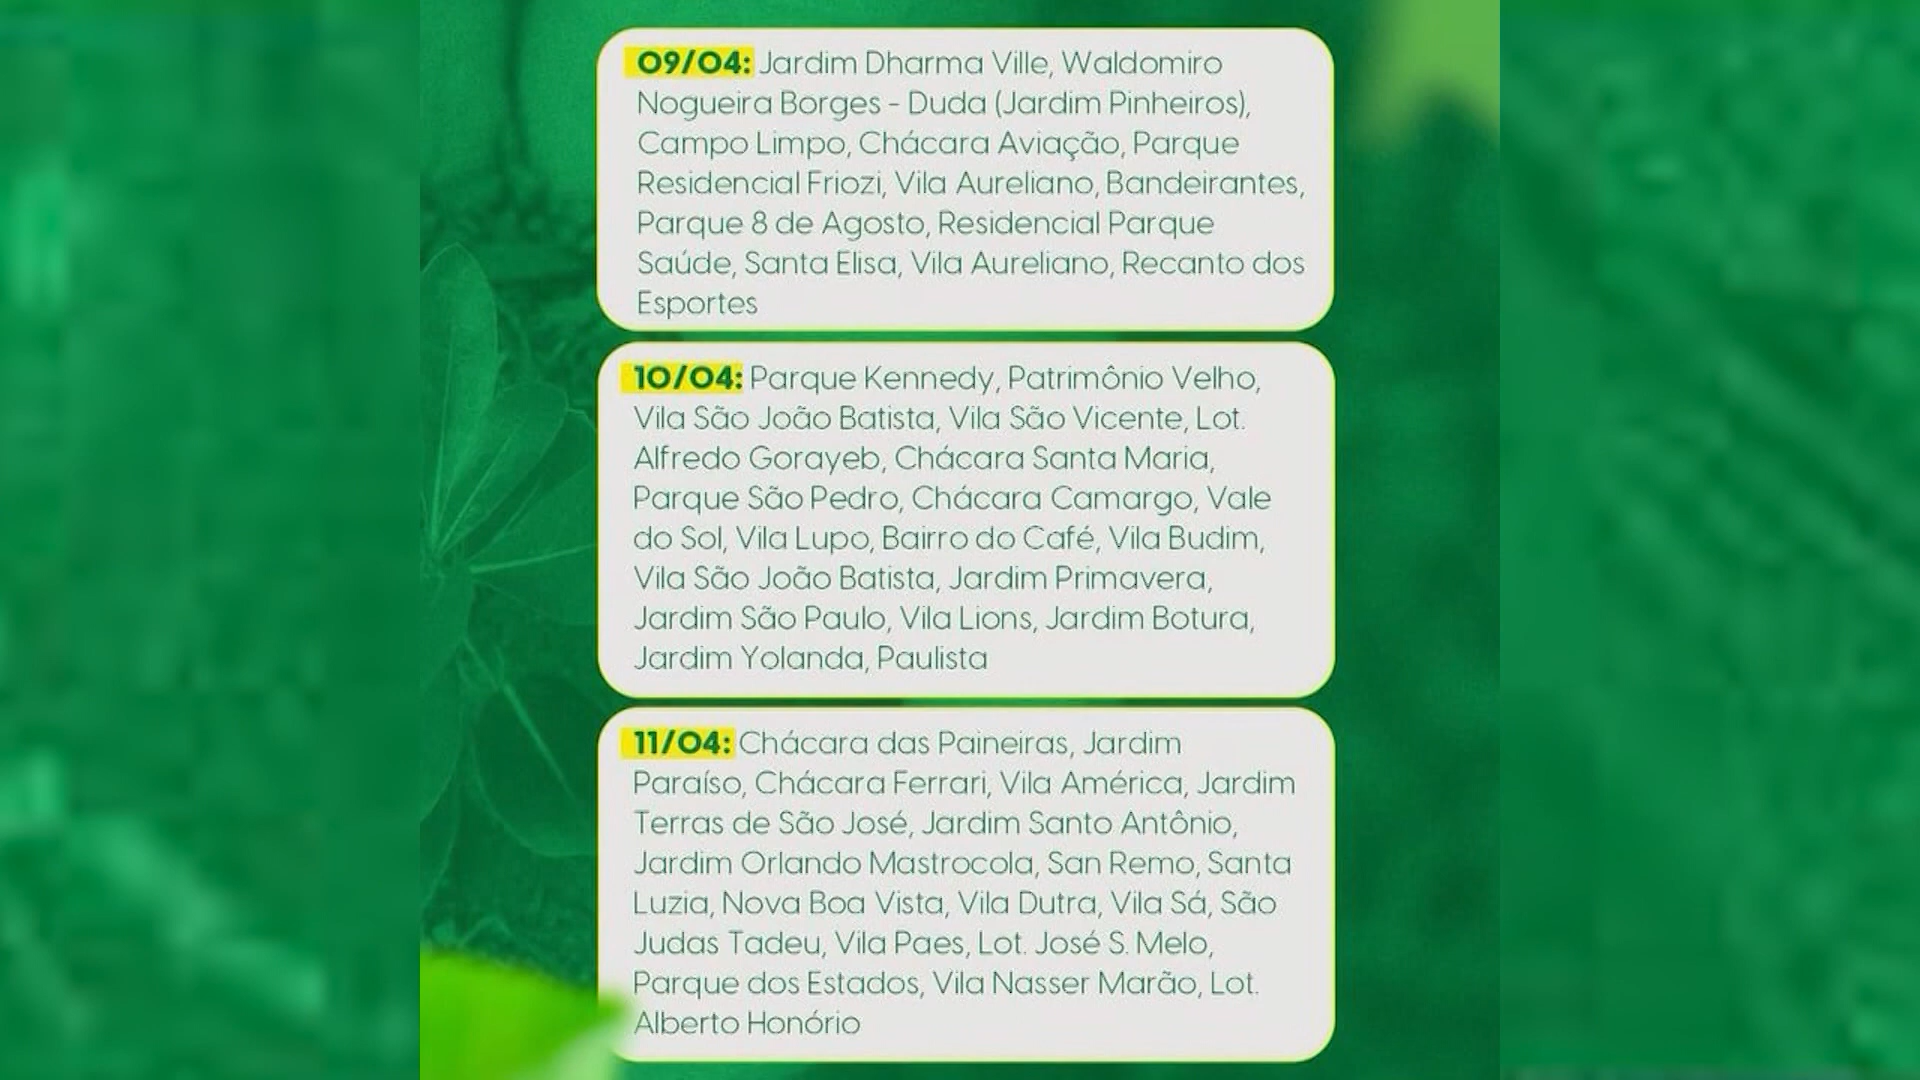 09/04: Jardim Dharma Ville, Waldomiro
Nogueira Borges - Duda (Jardim Pinheiros),
Campo Limpo, Chácara Aviação, Parque
Residencial Friozi, Vila Aureliano, Bandeirantes,
Parque 8 de Agosto, Residencial Parque
Saúde, Santa Elisa, Vila Aureliano, Recanto dos
Esportes
10/04: Parque Kennedy, Patrimônio Velho,
Vila São João Batista, Vila São Vicente, Lot.
Alfredo Gorayeb, Chácara Santa Maria,
Parque São Pedro, Chácara Camargo, Vale
do Sol, Vila Lupo, Bairro do Café, Vila Budim,
Vila São João Batista, Jardim Primavera,
Jardim São Paulo, Vila Lions, Jardim Botura,
Jardim Yolanda, Paulista
11/04: Chácara das Paineiras, Jardim
Paraíso, Chácara Ferrari, Vila América, Jardim
Terras de São José, Jardim Santo Antônio,
Jardim Orlando Mastrocola, San Remo, Santa
Luzia, Nova Boa Vista, Vila Dutra, Vila Sá, São
Judas Tadeu, Vila Paes, Lot. José S. Melo,
Parque dos Estados, Vila Nasser Marão, Lot.
Alberto Honório